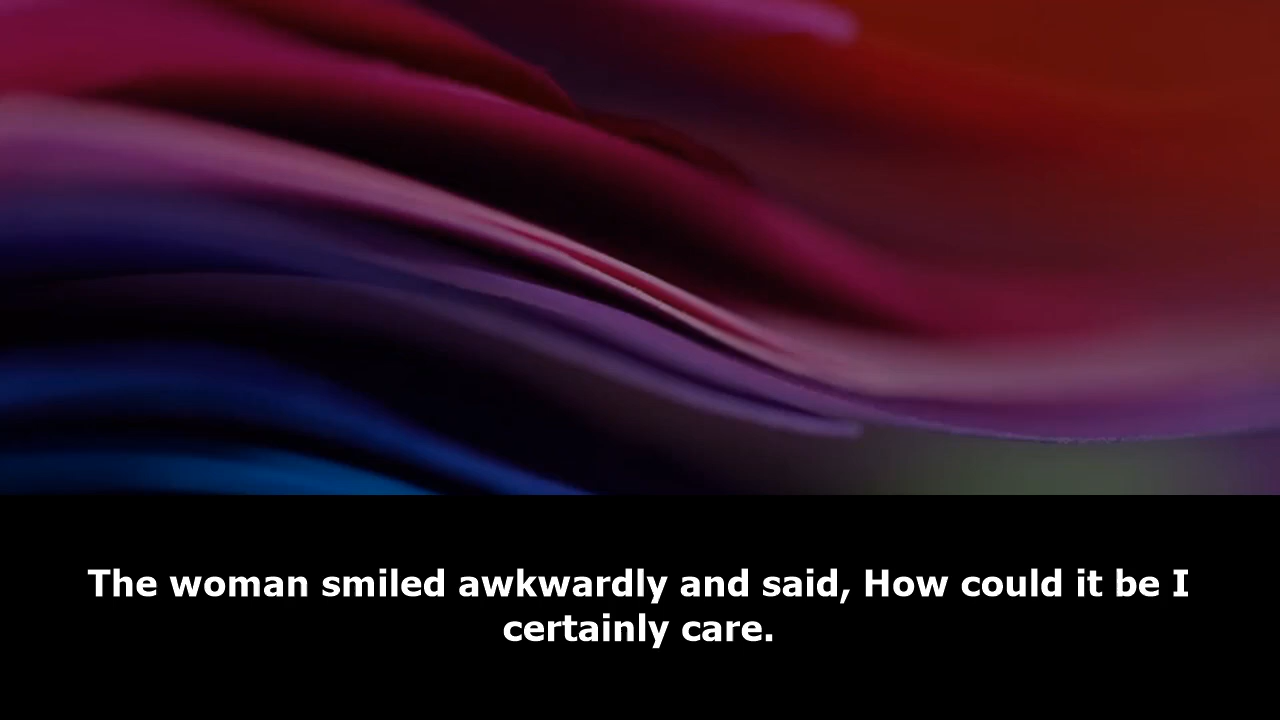 The woman smiled awkwardly and said, How could it be I
certainly care.